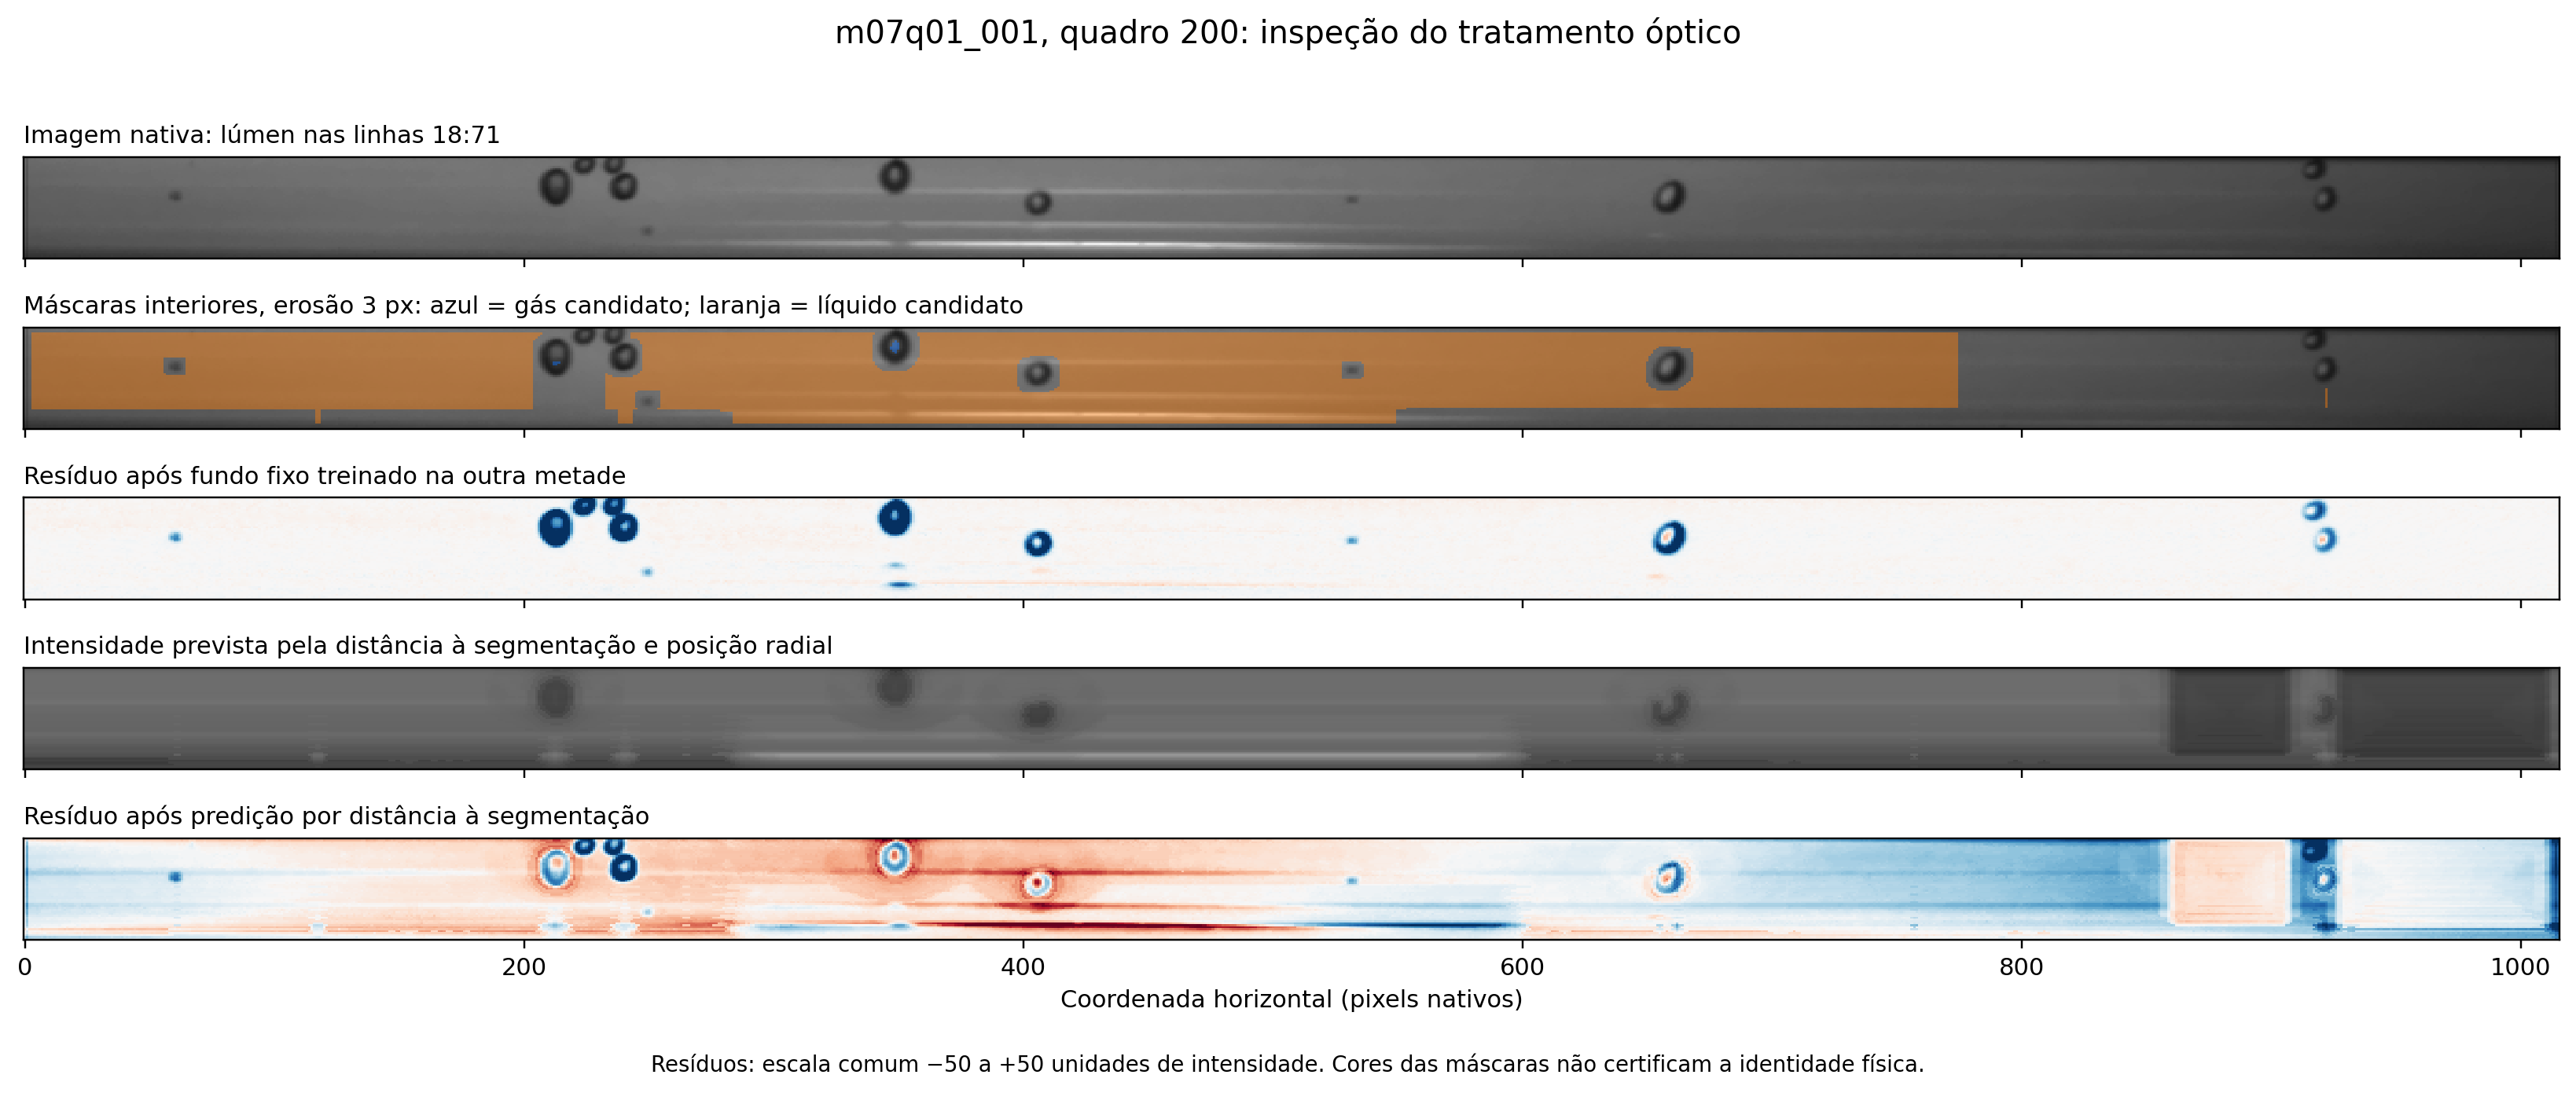 m07q01_001, quadro 200: inspeção do tratamento óptico
Imagem nativa: lúmen nas linhas 18:71
Máscaras interiores, erosão 3 px: azul = gás candidato; laranja = líquido candidato
Resíduo após fundo fixo treinado na outra metade
Intensidade prevista pela distância à segmentação e posição radial
Resíduo após predição por distância à segmentação
0 200 400 600 800 1000
Coordenada horizontal (pixels nativos)
Resíduos: escala comum −50 a +50 unidades de intensidade. Cores das máscaras não certificam a identidade física.